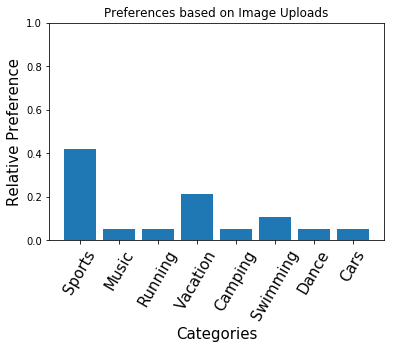 Preferences based on Image Uploads
Relative Preference
1.0
0.8
0.6
0.4
0.2
0.0
Sports
Music
Running
Vacation
Camping
Swimming
Dance
Cars
Categories